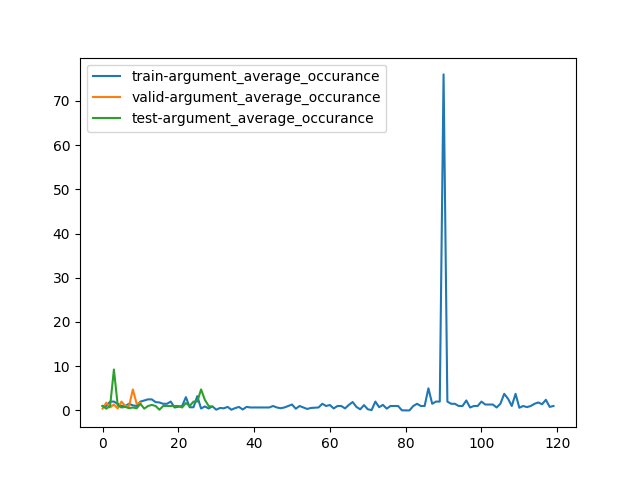 train-argument_average_occurance
valid-argument_average_occurance
test-argument_average_occurance
70
60
50
40
30
20
10
0
0 20 40 60 80 100 120